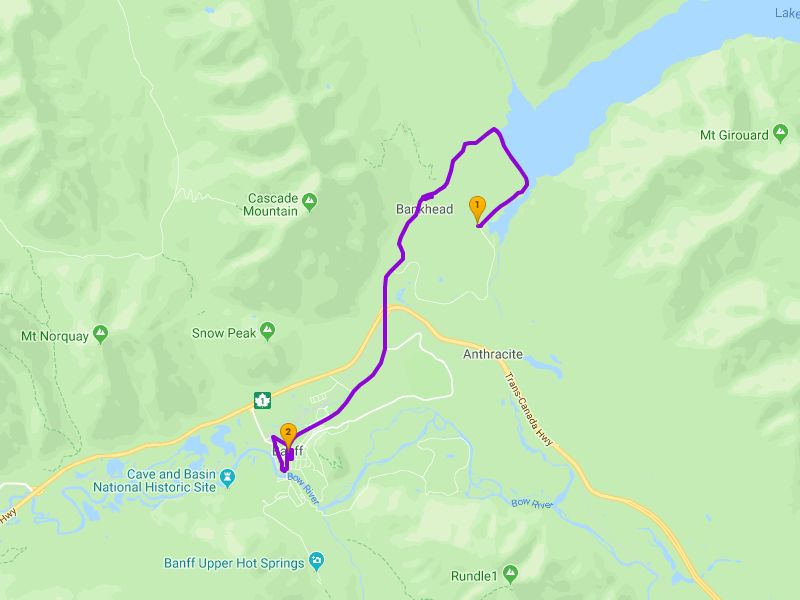 Lake
Mt Girouard
Cascade
Mountain
1
Bankhead
Mt Norquay
Snow Peak
Anthracite
1
Trans-Canada Hwy
2
Banff
Cave and Basin
National Historic Site
Bow River
Bow River
Hwy
Banff Upper Hot Springs
Rundle1